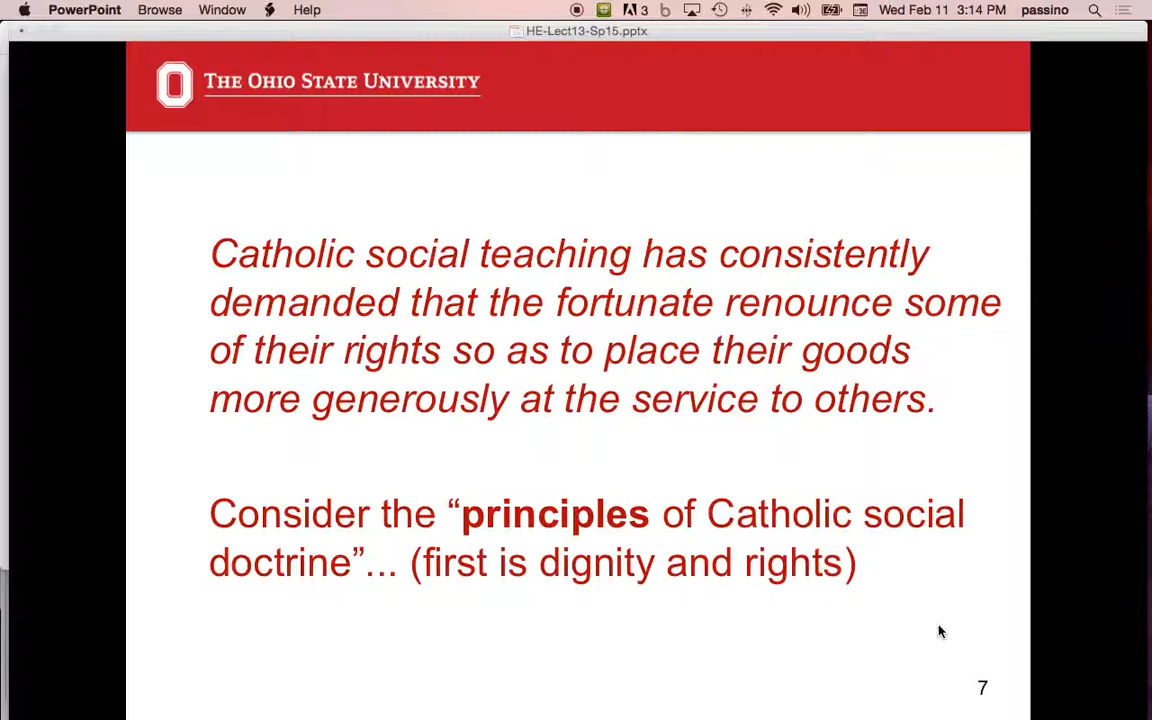 PowerPoint Browse Window Help 3 Wed Feb 11 3:14 PM passino
HE-Lect13-Sp15.pptx
THE OHIO STATE UNIVERSITY
Catholic social teaching has consistently
demanded that the fortunate renounce some
of their rights so as to place their goods
more generously at the service to others.
Consider the “principles of Catholic social
doctrine”... (first is dignity and rights)
7